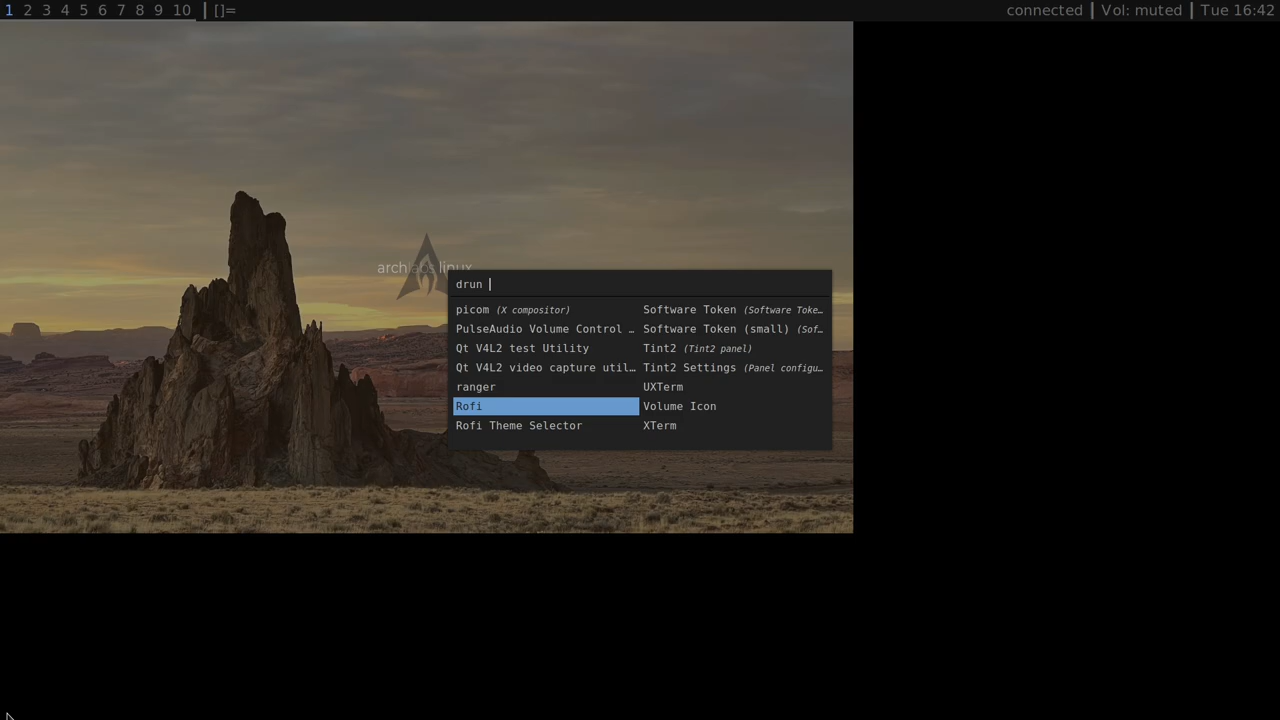 1 2 3 4 5 6 7 8 9 10 | []=
connected | Vol: muted | Tue 16:42
archlabs linux
drun
picom (X compositor)
PulseAudio Volume Control …
Qt V4L2 test Utility
Qt V4L2 video capture util…
ranger
Rofi
Rofi Theme Selector
Software Token (Software Toke…
Software Token (small) (Sof…
Tint2 (Tint2 panel)
Tint2 Settings (Panel configu…
UXTerm
Volume Icon
XTerm